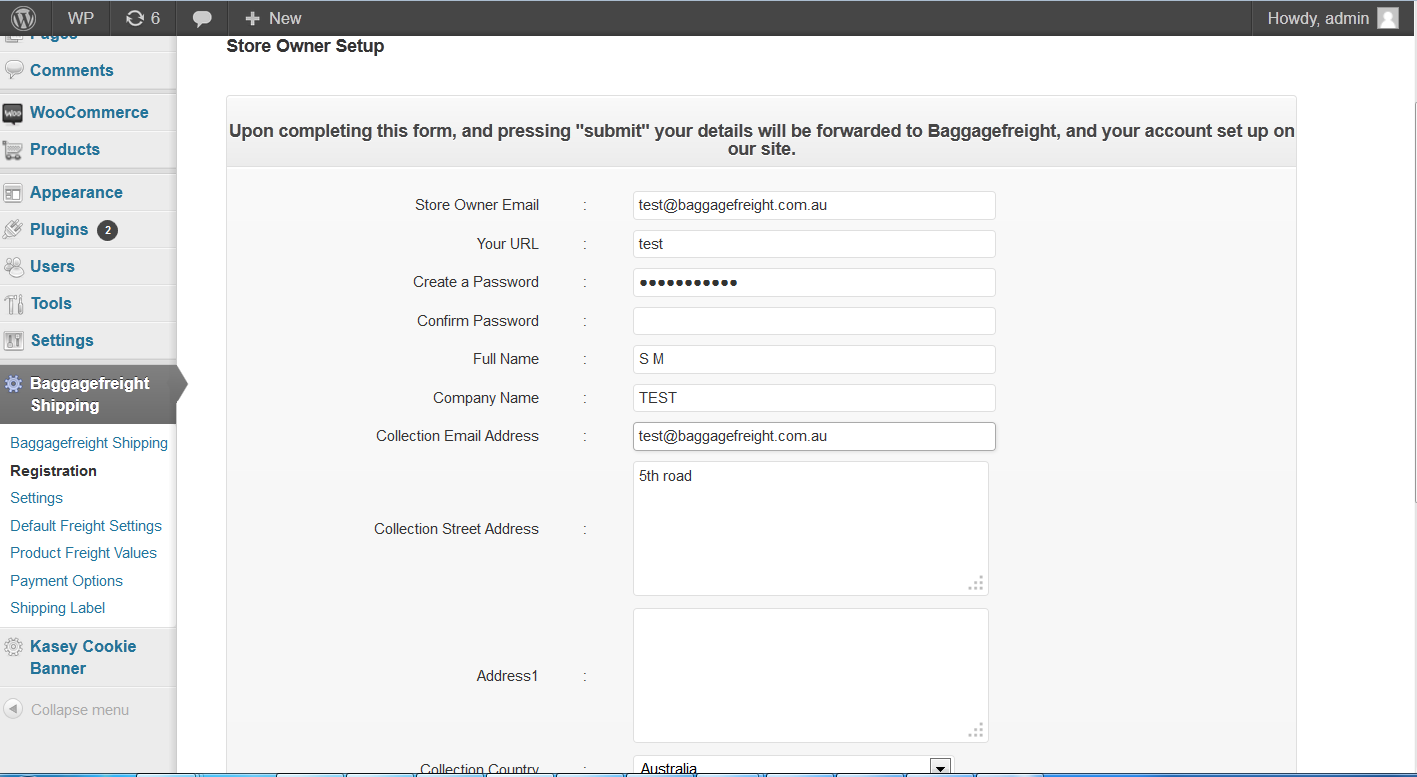 WP 6 New Howdy, admin
Pages
Comments
WOO
WooCommerce
Products
Appearance
Plugins 2
Users
Tools
Settings
Baggagefreight
Shipping
Baggagefreight Shipping
Registration
Settings
Default Freight Settings
Product Freight Values
Payment Options
Shipping Label
Kasey Cookie
Banner
Collapse menu
Store Owner Setup
Upon completing this form, and pressing "submit" your details will be forwarded to Baggagefreight, and your account set up on
our site.
Store Owner Email : test@baggagefreight.com.au
Your URL : test
Create a Password : ●●●●●●●●●●●
Confirm Password :
Full Name : S M
Company Name : TEST
Collection Email Address : test@baggagefreight.com.au
Collection Street Address : 5th road
Address1 :
Collection Country : Australia